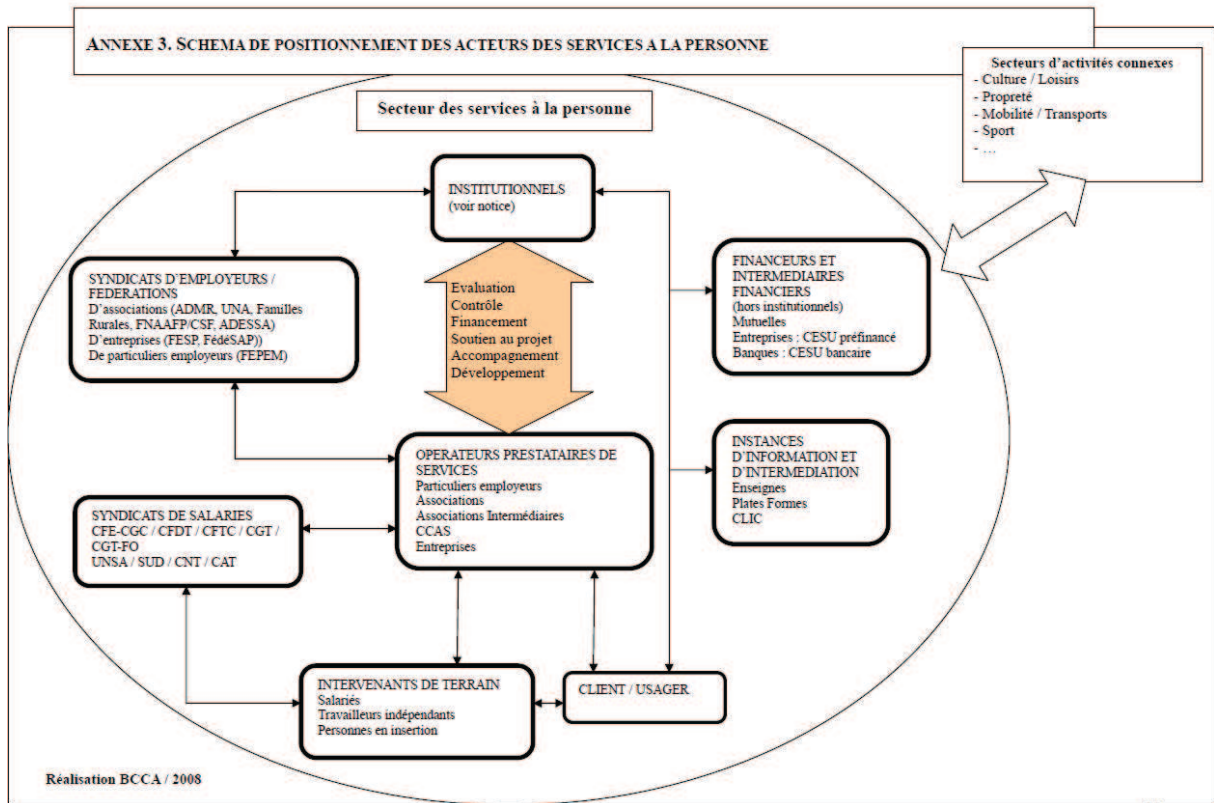 ANNEXE 3. SCHEMA DE POSITIONNEMENT DES ACTEURS DES SERVICES A LA PERSONNE
Secteurs d'activités connexes
- Culture / Loisirs
- Propreté
- Mobilité / Transports
- Sport
- ...
Secteur des services à la personne
INSTITUTIONNELS
(voir notice)
SYNDICATS D'EMPLOYEURS /
FEDERATIONS
D'associations (ADMR, UNA, Familles
Rurales, FNAAFP/CSF, ADESSA)
D'entreprises (FESP, FédéSAP))
De particuliers employeurs (FEPEM)
Evaluation
Contrôle
Financement
Soutien au projet
Accompagnement
Développement
FINANCEURS ET
INTERMEDIAIRES
FINANCIERS
(hors institutionnels)
Mutuelles
Entreprises : CESU préfinancé
Banques : CESU bancaire
OPERATEURS PRESTATAIRES DE
SERVICES
Particuliers employeurs
Associations
Associations Intermédiaires
CCAS
Entreprises
INSTANCES
D'INFORMATION ET
D'INTERMEDIATION
Enseignes
Plates Formes
CLIC
SYNDICATS DE SALARIES
CFE-CGC / CFDT / CFTC / CGT /
CGT-FO
UNSA / SUD / CNT / CAT
INTERVENANTS DE TERRAIN
Salariés
Travailleurs indépendants
Personnes en insertion
CLIENT / USAGER
Réalisation BCCA / 2008